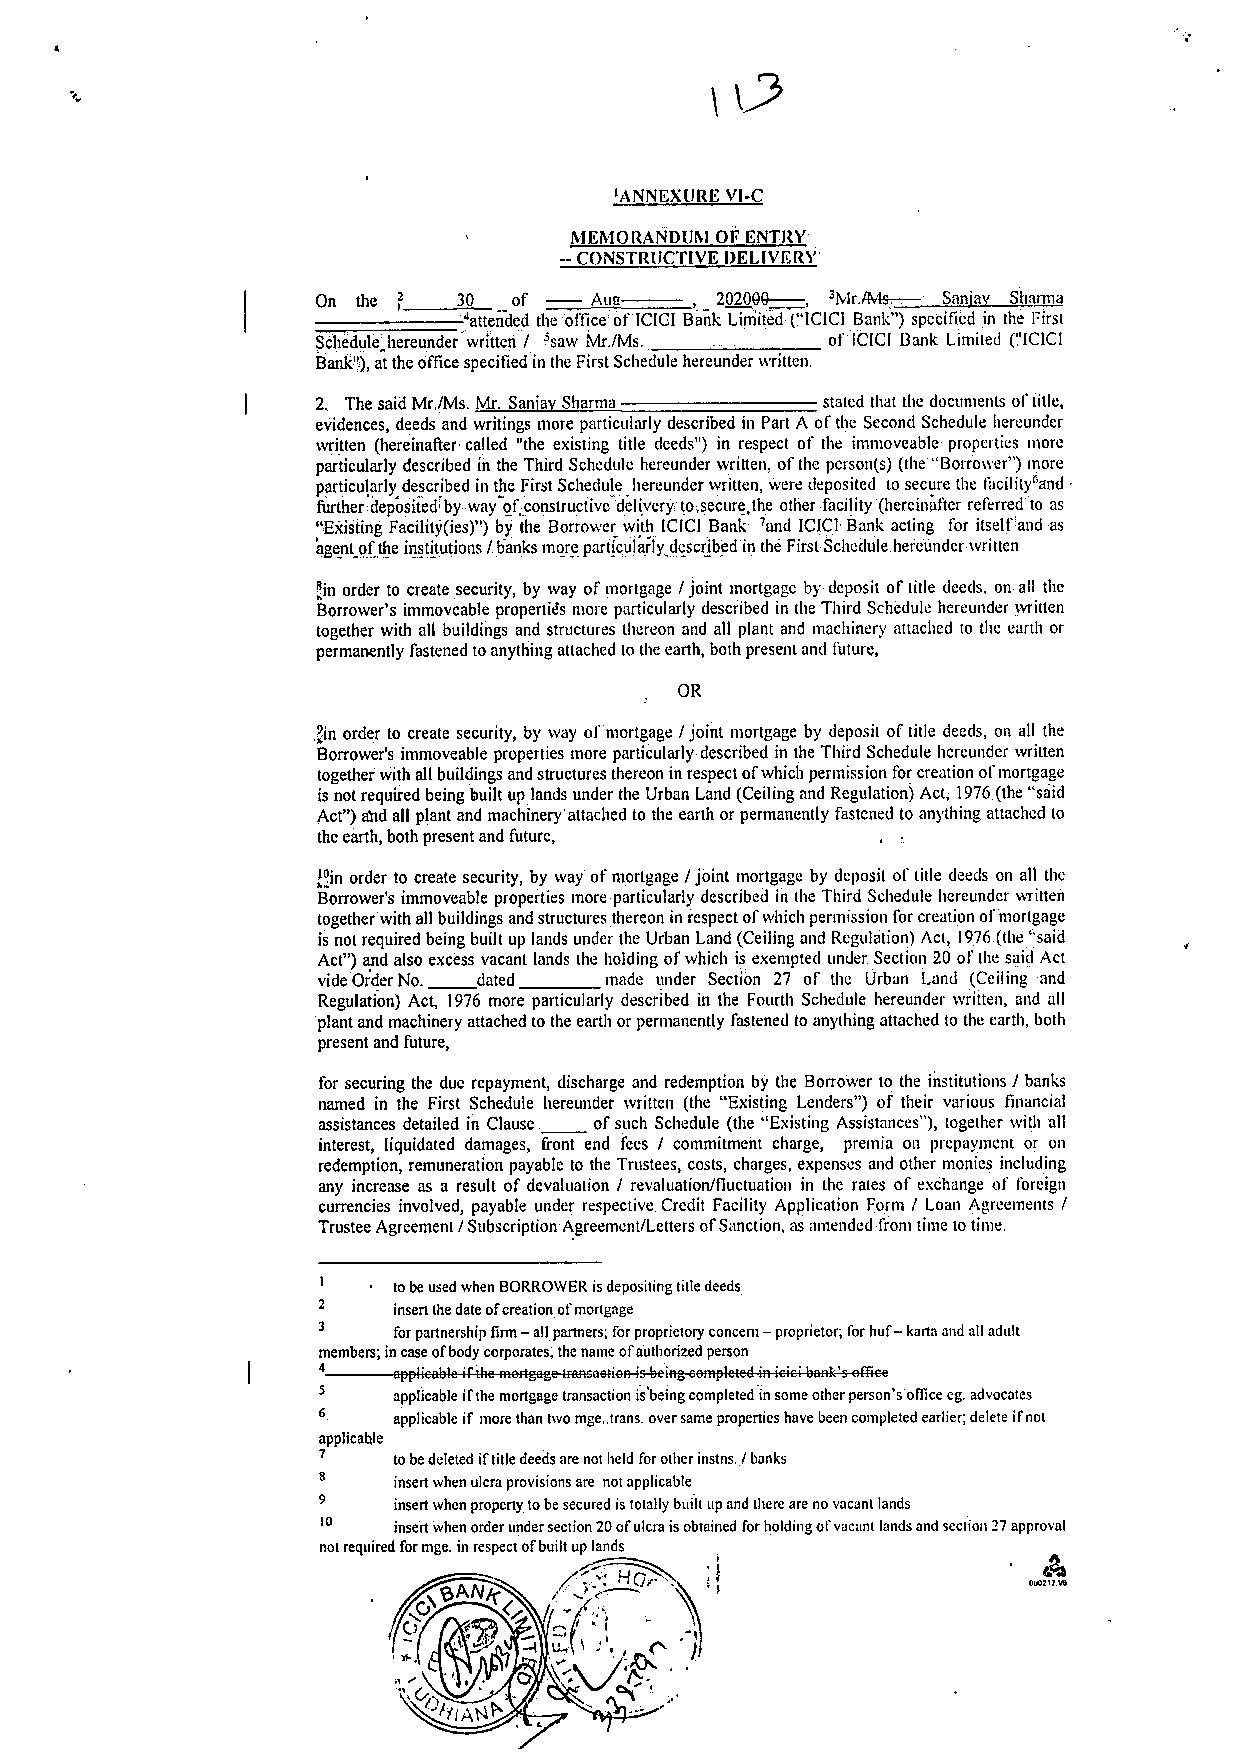 113
¹ANNEXURE VI-C
MEMORANDUM OF ENTRY
-- CONSTRUCTIVE DELIVERY
On the ² 30 of Aug , 202000 , ³Mr./Ms. Sanjay Sharma
⁴attended the office of ICICI Bank Limited ("ICICI Bank") specified in the First
Schedule hereunder written / ⁵saw Mr./Ms. ________ of ICICI Bank Limited ("ICICI
Bank"), at the office specified in the First Schedule hereunder written.
2. The said Mr./Ms. Mr. Sanjay Sharma ________ stated that the documents of title,
evidences, deeds and writings more particularly described in Part A of the Second Schedule hereunder
written (hereinafter called "the existing title deeds") in respect of the immoveable properties more
particularly described in the Third Schedule hereunder written, of the person(s) (the "Borrower") more
particularly described in the First Schedule hereunder written, were deposited to secure the facility⁶and
further deposited by way of constructive delivery to secure the other facility (hereinafter referred to as
"Existing Facility(ies)") by the Borrower with ICICI Bank ⁷and ICICI Bank acting for itself and as
agent of the institutions / banks more particularly described in the First Schedule hereunder written
⁸in order to create security, by way of mortgage / joint mortgage by deposit of title deeds, on all the
Borrower's immoveable properties more particularly described in the Third Schedule hereunder written
together with all buildings and structures thereon and all plant and machinery attached to the earth or
permanently fastened to anything attached to the earth, both present and future,
OR
⁹in order to create security, by way of mortgage / joint mortgage by deposit of title deeds, on all the
Borrower's immoveable properties more particularly described in the Third Schedule hereunder written
together with all buildings and structures thereon in respect of which permission for creation of mortgage
is not required being built up lands under the Urban Land (Ceiling and Regulation) Act, 1976 (the "said
Act") and all plant and machinery attached to the earth or permanently fastened to anything attached to
the earth, both present and future,
¹⁰in order to create security, by way of mortgage / joint mortgage by deposit of title deeds on all the
Borrower's immoveable properties more particularly described in the Third Schedule hereunder written
together with all buildings and structures thereon in respect of which permission for creation of mortgage
is not required being built up lands under the Urban Land (Ceiling and Regulation) Act, 1976 (the "said
Act") and also excess vacant lands the holding of which is exempted under Section 20 of the said Act
vide Order No. _____dated ________ made under Section 27 of the Urban Land (Ceiling and
Regulation) Act, 1976 more particularly described in the Fourth Schedule hereunder written, and all
plant and machinery attached to the earth or permanently fastened to anything attached to the earth, both
present and future,
for securing the due repayment, discharge and redemption by the Borrower to the institutions / banks
named in the First Schedule hereunder written (the "Existing Lenders") of their various financial
assistances detailed in Clause _____ of such Schedule (the "Existing Assistances"), together with all
interest, liquidated damages, front end fees / commitment charge, premia on prepayment or on
redemption, remuneration payable to the Trustees, costs, charges, expenses and other monies including
any increase as a result of devaluation / revaluation/fluctuation in the rates of exchange of foreign
currencies involved, payable under respective Credit Facility Application Form / Loan Agreements /
Trustee Agreement / Subscription Agreement/Letters of Sanction, as amended from time to time.
1 to be used when BORROWER is depositing title deeds
2 insert the date of creation of mortgage
3 for partnership firm – all partners; for proprietory concern – proprietor; for huf – karta and all adult
members; in case of body corporates, the name of authorized person
4 applicable if the mortgage transaction is being completed in icici bank's office
5 applicable if the mortgage transaction is being completed in some other person's office eg. advocates
6 applicable if more than two mge. trans. over same properties have been completed earlier; delete if not
applicable
7 to be deleted if title deeds are not held for other instns. / banks
8 insert when ulcra provisions are not applicable
9 insert when property to be secured is totally built up and there are no vacant lands
10 insert when order under section 20 of ulcra is obtained for holding of vacant lands and section 27 approval
not required for mge. in respect of built up lands
ICICI BANK LIMITED
LUDHIANA